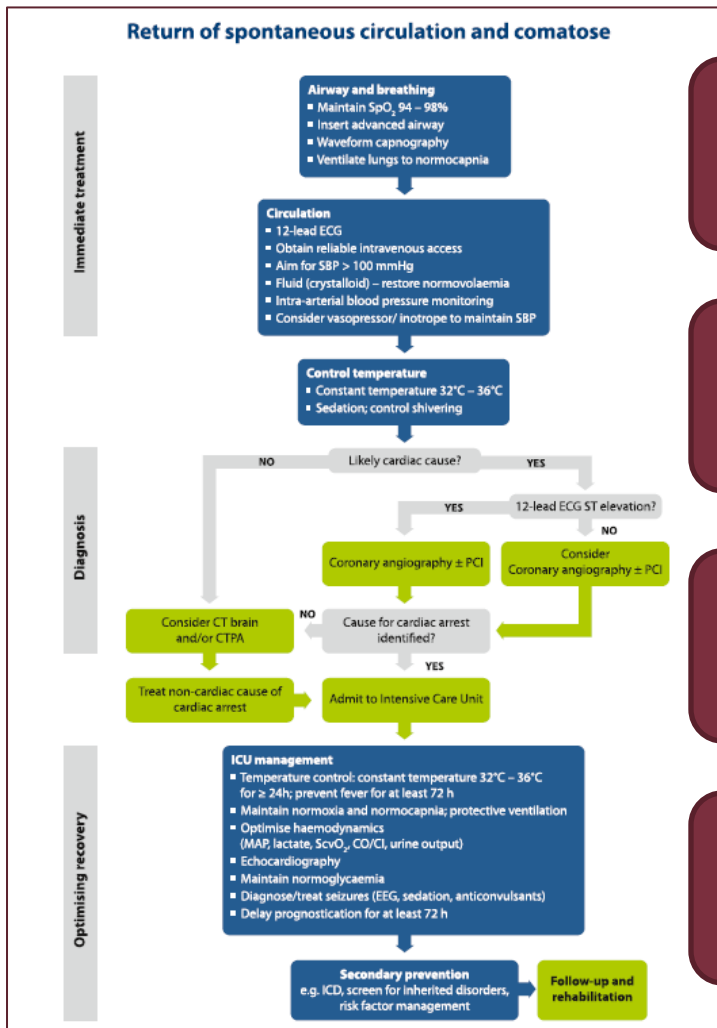 Return of spontaneous circulation and comatose
Immediate treatment
Airway and breathing
▪ Maintain SpO₂ 94 – 98%
▪ Insert advanced airway
▪ Waveform capnography
▪ Ventilate lungs to normocapnia
Circulation
▪ 12-lead ECG
▪ Obtain reliable intravenous access
▪ Aim for SBP > 100 mmHg
▪ Fluid (crystalloid) – restore normovolaemia
▪ Intra-arterial blood pressure monitoring
▪ Consider vasopressor/ inotrope to maintain SBP
Control temperature
▪ Constant temperature 32°C – 36°C
▪ Sedation; control shivering
Diagnosis
NO
Likely cardiac cause?
YES
YES
12-lead ECG ST elevation?
NO
Coronary angiography ± PCI
Consider
Coronary angiography ± PCI
Consider CT brain
and/or CTPA
NO
Cause for cardiac arrest
identified?
YES
Treat non-cardiac cause of
cardiac arrest
Admit to Intensive Care Unit
Optimising recovery
ICU management
▪ Temperature control: constant temperature 32°C – 36°C
for ≥ 24h; prevent fever for at least 72 h
▪ Maintain normoxia and normocapnia; protective ventilation
▪ Optimise haemodynamics
(MAP, lactate, ScvO₂, CO/CI, urine output)
▪ Echocardiography
▪ Maintain normoglycaemia
▪ Diagnose/treat seizures (EEG, sedation, anticonvulsants)
▪ Delay prognostication for at least 72 h
Secondary prevention
e.g. ICD, screen for inherited disorders,
risk factor management
Follow-up and
rehabilitation